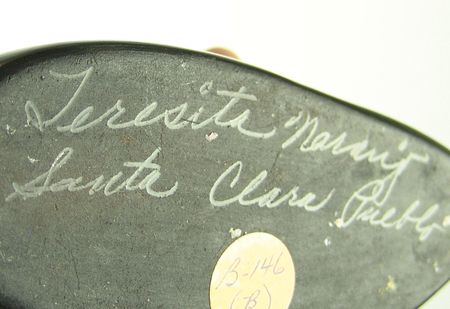 Teresita Naranjo
Santa Clara Pueblo
B-146
(B)